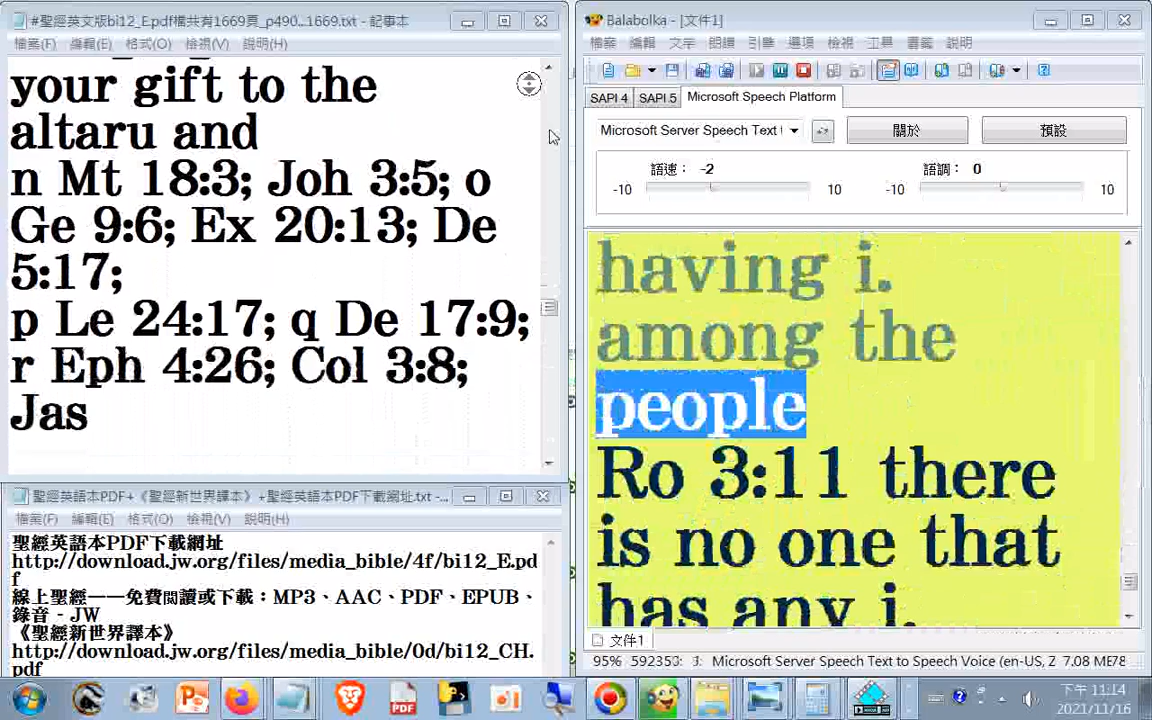 #聖經英文版bi12_E.pdf檔共有1669頁_p490...1669.txt - 記事本
檔案(F) 編輯(E) 格式(O) 檢視(V) 說明(H)
your gift to the
altaru and
n Mt 18:3; Joh 3:5; o
Ge 9:6; Ex 20:13; De
5:17;
p Le 24:17; q De 17:9;
r Eph 4:26; Col 3:8;
Jas
聖經英語本PDF+《聖經新世界譯本》+聖經英語本PDF下載網址.txt -...
檔案(F) 編輯(E) 格式(O) 檢視(V) 說明(H)
聖經英語本PDF下載網址
http://download.jw.org/files/media_bible/4f/bi12_E.pd
f
線上聖經——免費閱讀或下載：MP3、AAC、PDF、EPUB、
錄音 - JW
《聖經新世界譯本》
http://download.jw.org/files/media_bible/0d/bi12_CH.
pdf
Balabolka - [文件1]
檔案 編輯 文字 朗讀 引擎 選項 檢視 工具 書籤 說明
SAPI 4 SAPI 5 Microsoft Speech Platform
Microsoft Server Speech Text 關於 預設
語速： -2 語調： 0
-10 10 -10 10
having i.
among the
people
Ro 3:11 there
is no one that
has any i.
文件1
95% Microsoft Server Speech Text to Speech Voice (en-US, Z 7.08 ME
下午 11:14
2021/11/16